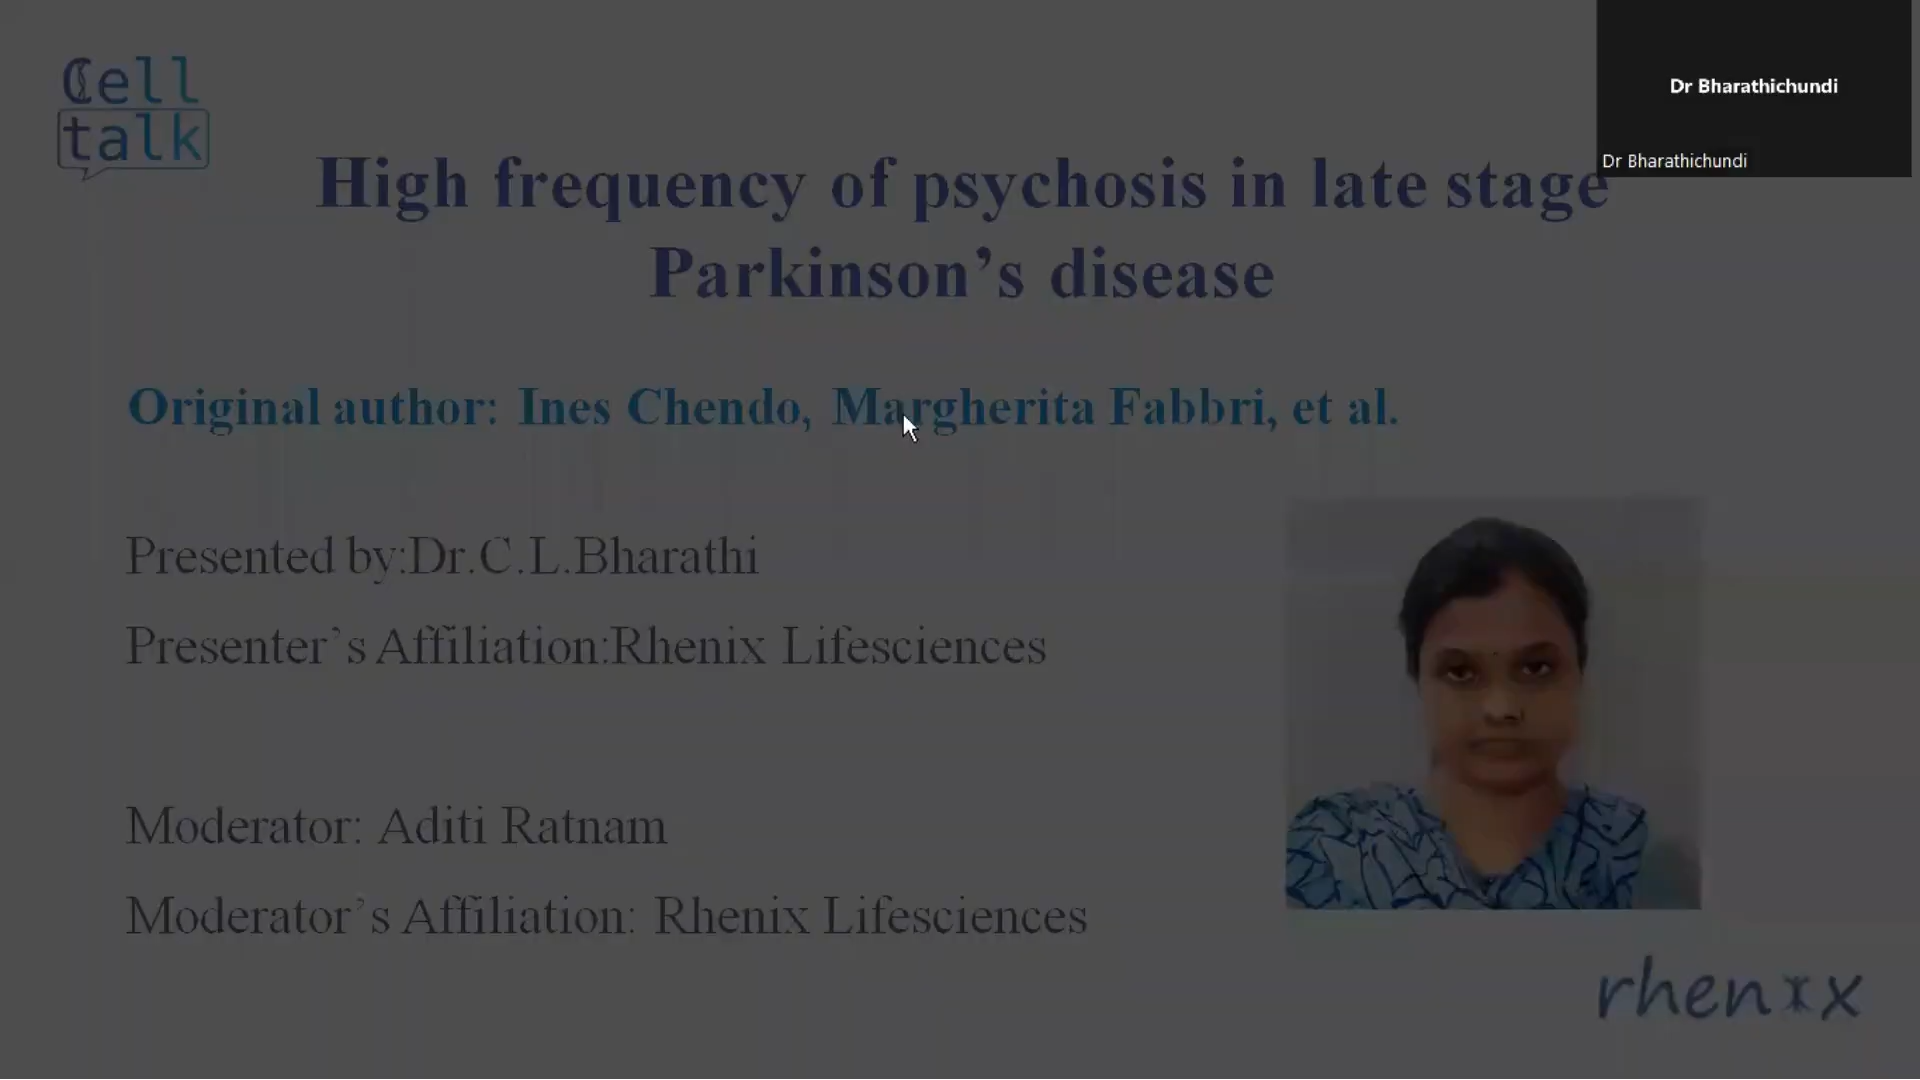 Cell
talk
Dr Bharathichundi
Dr Bharathichundi
High frequency of psychosis in late stage
Parkinson’s disease
Original author: Ines Chendo, Margherita Fabbri, et al.
Presented by:Dr.C.L.Bharathi
Presenter’s Affiliation:Rhenix Lifesciences
Moderator: Aditi Ratnam
Moderator’s Affiliation: Rhenix Lifesciences
rhenix